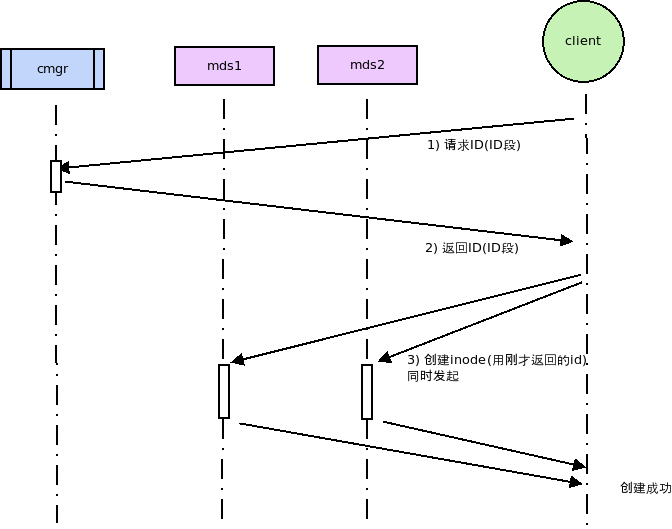 client
cmgr
mds1
mds2
1) 请求ID(ID段)
2) 返回ID(ID段)
3) 创建inode(用刚才返回的id)
同时发起
创建成功